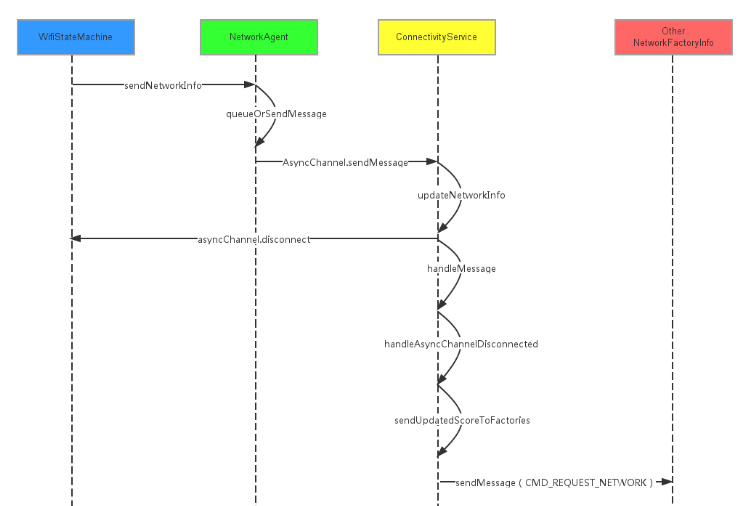 WifiStateMachine
NetworkAgent
ConnectivityService
Other
NetworkFactoryInfo
sendNetworkInfo
queueOrSendMessage
AsyncChannel.sendMessage
updateNetworkInfo
asyncChannel.disconnect
handleMessage
handleAsyncChannelDisconnected
sendUpdatedScoreToFactories
sendMessage ( CMD_REQUEST_NETWORK )